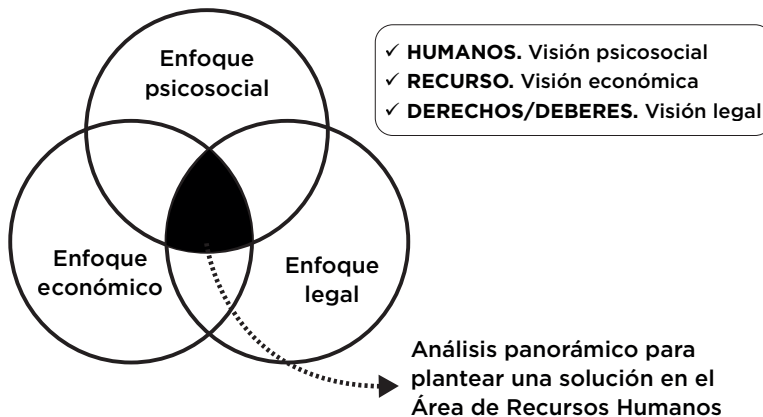 Enfoque
psicosocial
✓ HUMANOS. Visión psicosocial
✓ RECURSO. Visión económica
✓ DERECHOS/DEBERES. Visión legal
Enfoque
económico
Enfoque
legal
Análisis panorámico para
plantear una solución en el
Área de Recursos Humanos